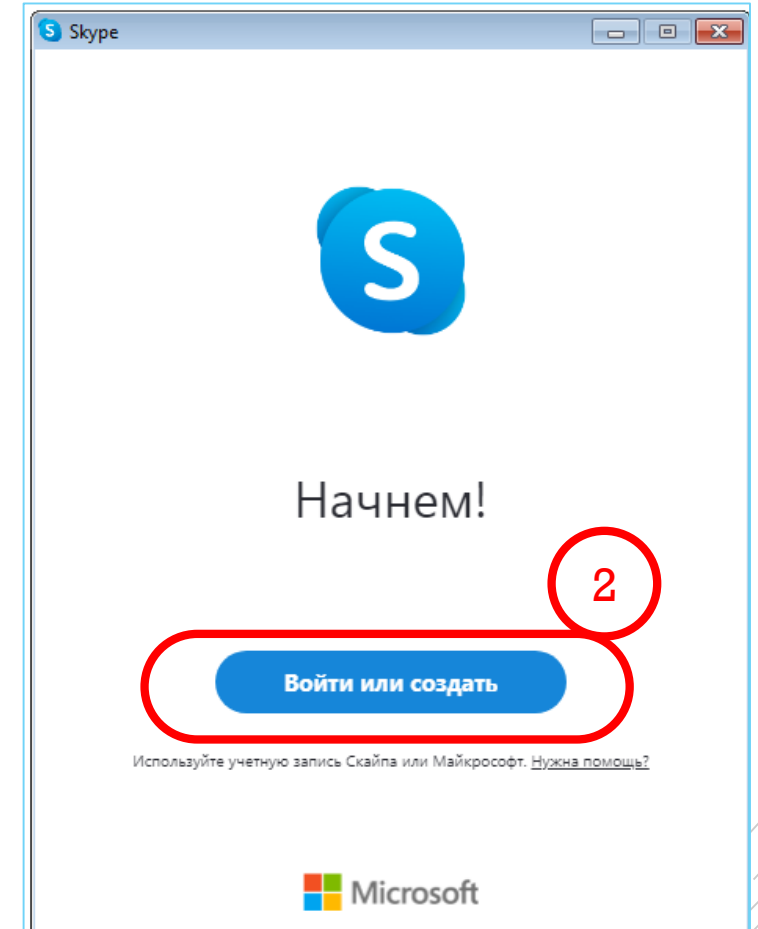 Skype
S
Начнем!
2
Войти или создать
Используйте учетную запись Скайпа или Майкрософт. Нужна помощь?
Microsoft